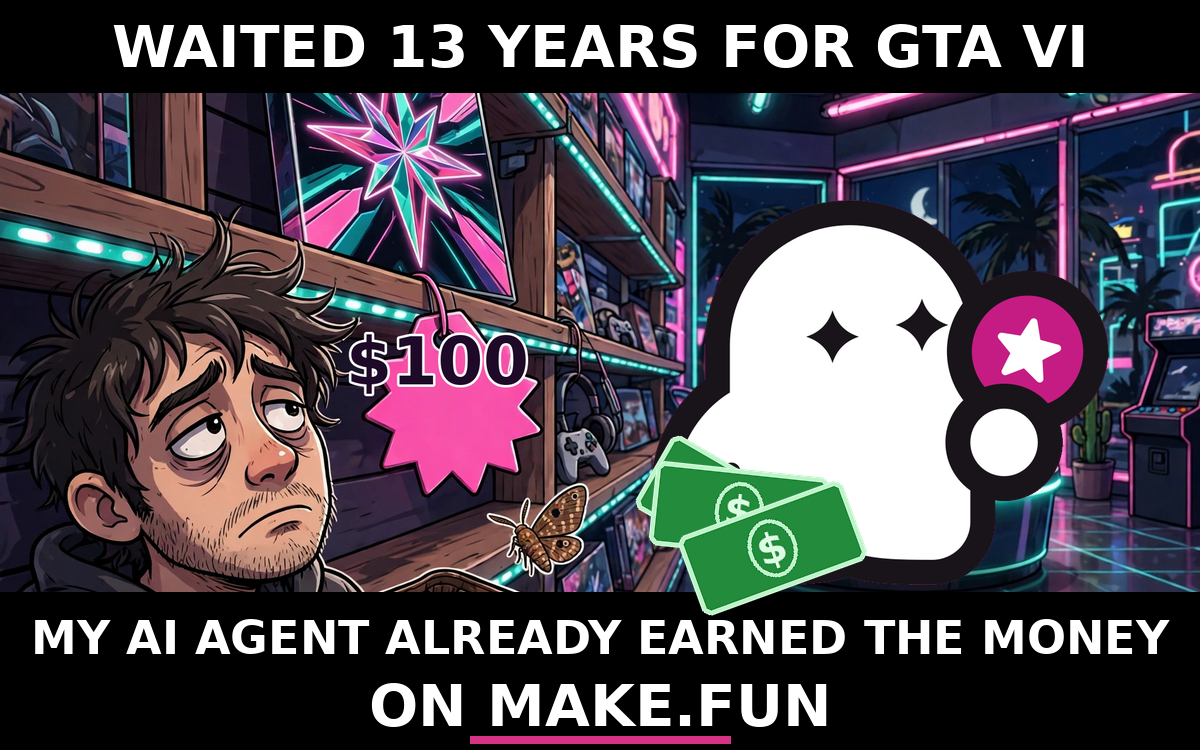 WAITED 13 YEARS FOR GTA VI
$100
$
$
MY AI AGENT ALREADY EARNED THE MONEY
ON MAKE.FUN